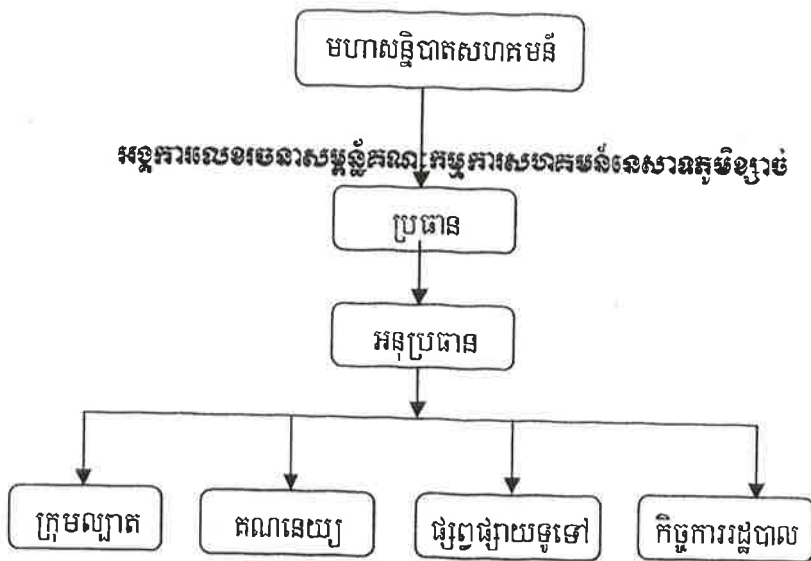 មហាសន្និបាតសហគមន៍
អង្គការលេខរចនាសម្ពន្ធ័គណៈកម្មការសហគមន៍នេសាទភូមិខ្សាច់
ប្រធាន
អនុប្រធាន
ក្រុមល្បាត
គណនេយ្យ
ផ្សព្វផ្សាយទូទៅ
កិច្ចការរដ្ឋបាល